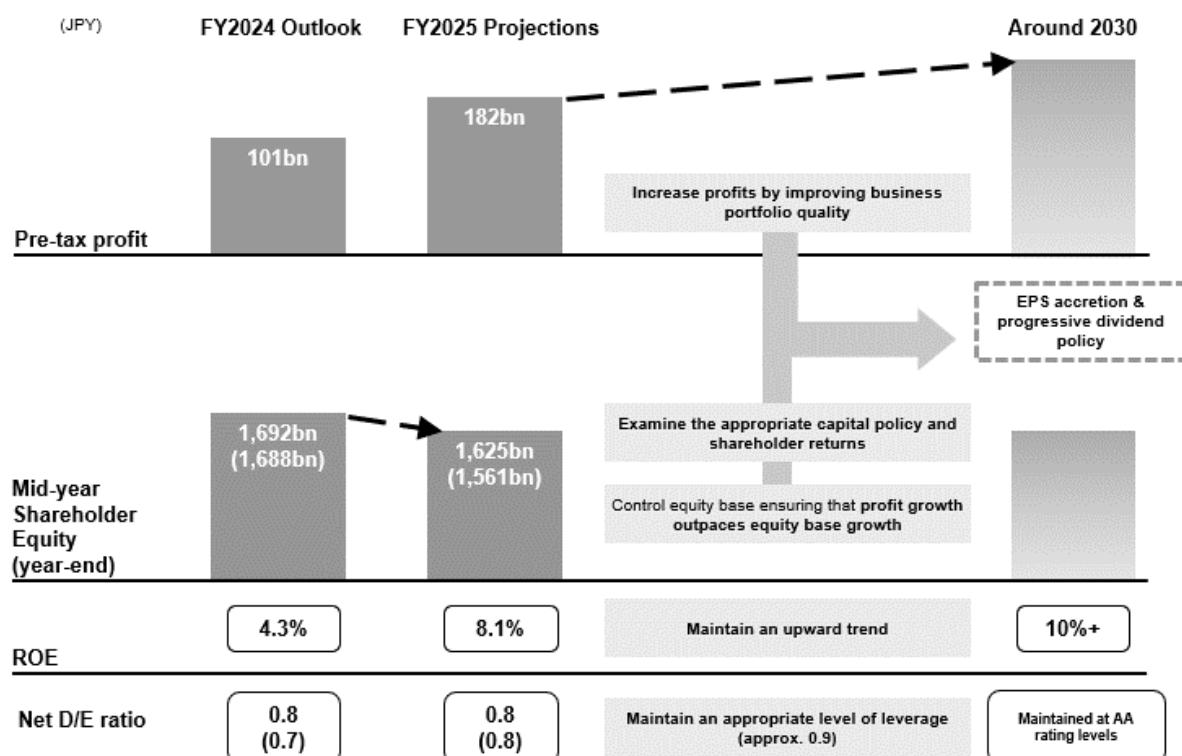 (JPY)
FY2024 Outlook
FY2025 Projections
Around 2030
101bn
182bn
Increase profits by improving business
portfolio quality
Pre-tax profit
EPS accretion &
progressive dividend
policy
1,692bn
(1,688bn)
1,625bn
(1,561bn)
Examine the appropriate capital policy and
shareholder returns
Mid-year
Shareholder
Equity
(year-end)
Control equity base ensuring that profit growth
outpaces equity base growth
ROE
4.3%
8.1%
Maintain an upward trend
10%+
Net D/E ratio
0.8
(0.7)
0.8
(0.8)
Maintain an appropriate level of leverage
(approx. 0.9)
Maintained at AA
rating levels